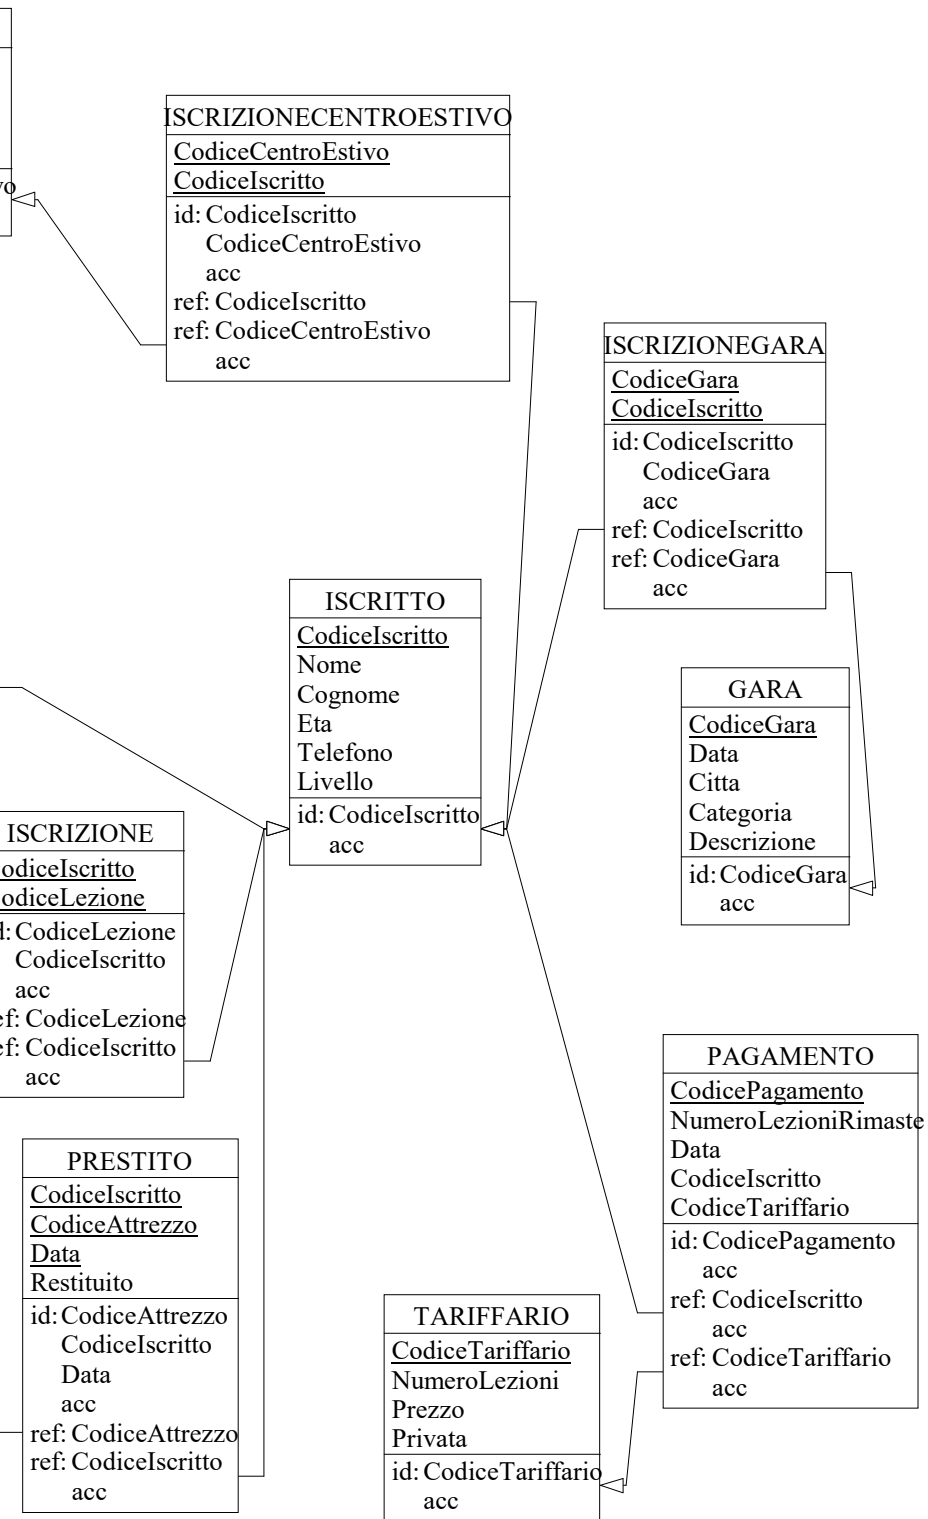 ISCRIZIONECENTROESTIVO
CodiceCentroEstivo
CodiceIscritto
id: CodiceIscritto
CodiceCentroEstivo
acc
ref: CodiceIscritto
ref: CodiceCentroEstivo
acc
ISCRIZIONEGARA
CodiceGara
CodiceIscritto
id: CodiceIscritto
CodiceGara
acc
ref: CodiceIscritto
ref: CodiceGara
acc
ISCRITTO
CodiceIscritto
Nome
Cognome
Eta
Telefono
Livello
id: CodiceIscritto
acc
GARA
CodiceGara
Data
Citta
Categoria
Descrizione
id: CodiceGara
acc
ISCRIZIONE
odiceIscritto
odiceLezione
d: CodiceLezione
CodiceIscritto
acc
ef: CodiceLezione
ef: CodiceIscritto
acc
PAGAMENTO
CodicePagamento
NumeroLezioniRimaste
Data
CodiceIscritto
CodiceTariffario
id: CodicePagamento
acc
ref: CodiceIscritto
acc
ref: CodiceTariffario
acc
PRESTITO
CodiceIscritto
CodiceAttrezzo
Data
Restituito
id: CodiceAttrezzo
CodiceIscritto
Data
acc
ref: CodiceAttrezzo
ref: CodiceIscritto
acc
TARIFFARIO
CodiceTariffario
NumeroLezioni
Prezzo
Privata
id: CodiceTariffario
acc